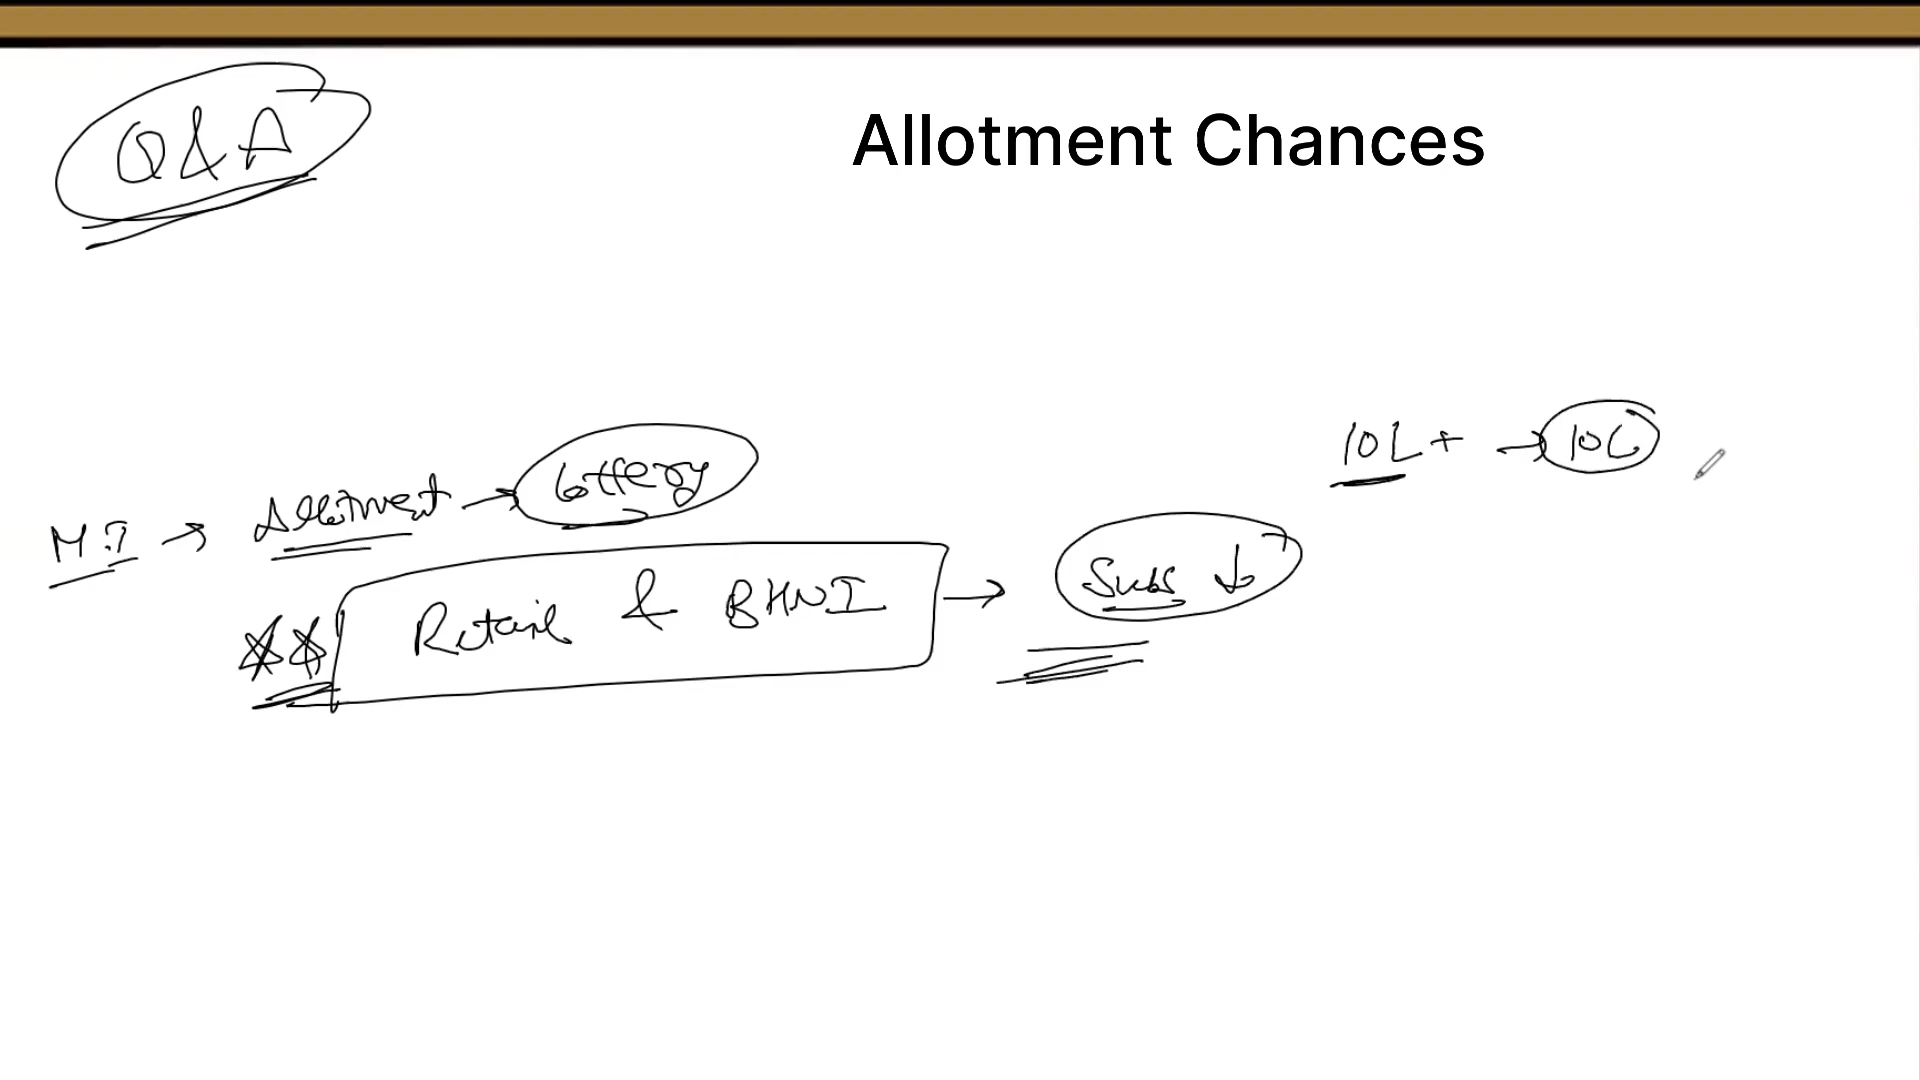 Q&A
Allotment Chances
10L+ → 10L
M.I → Allotment → Lottery
** Retail & BHNI → Subs ↓